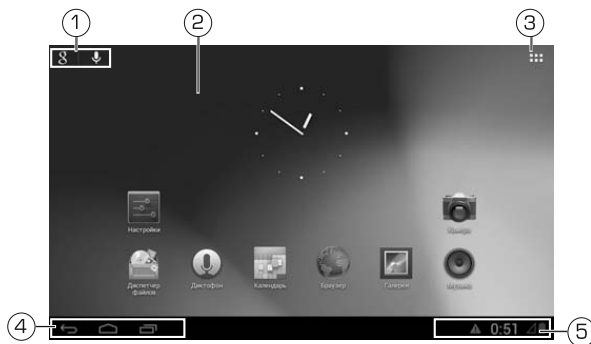 1
2
3
8
Настройки
Камера
Диспетчер
файлов
Диктофон
Календарь
Браузер
Галерея
Музыка
4
0:51
5